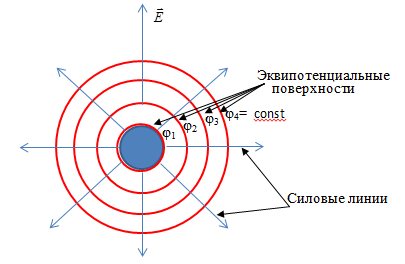 E
Эквипотенциальные
поверхности
φ1 φ2 φ3 φ4= const
Силовые линии